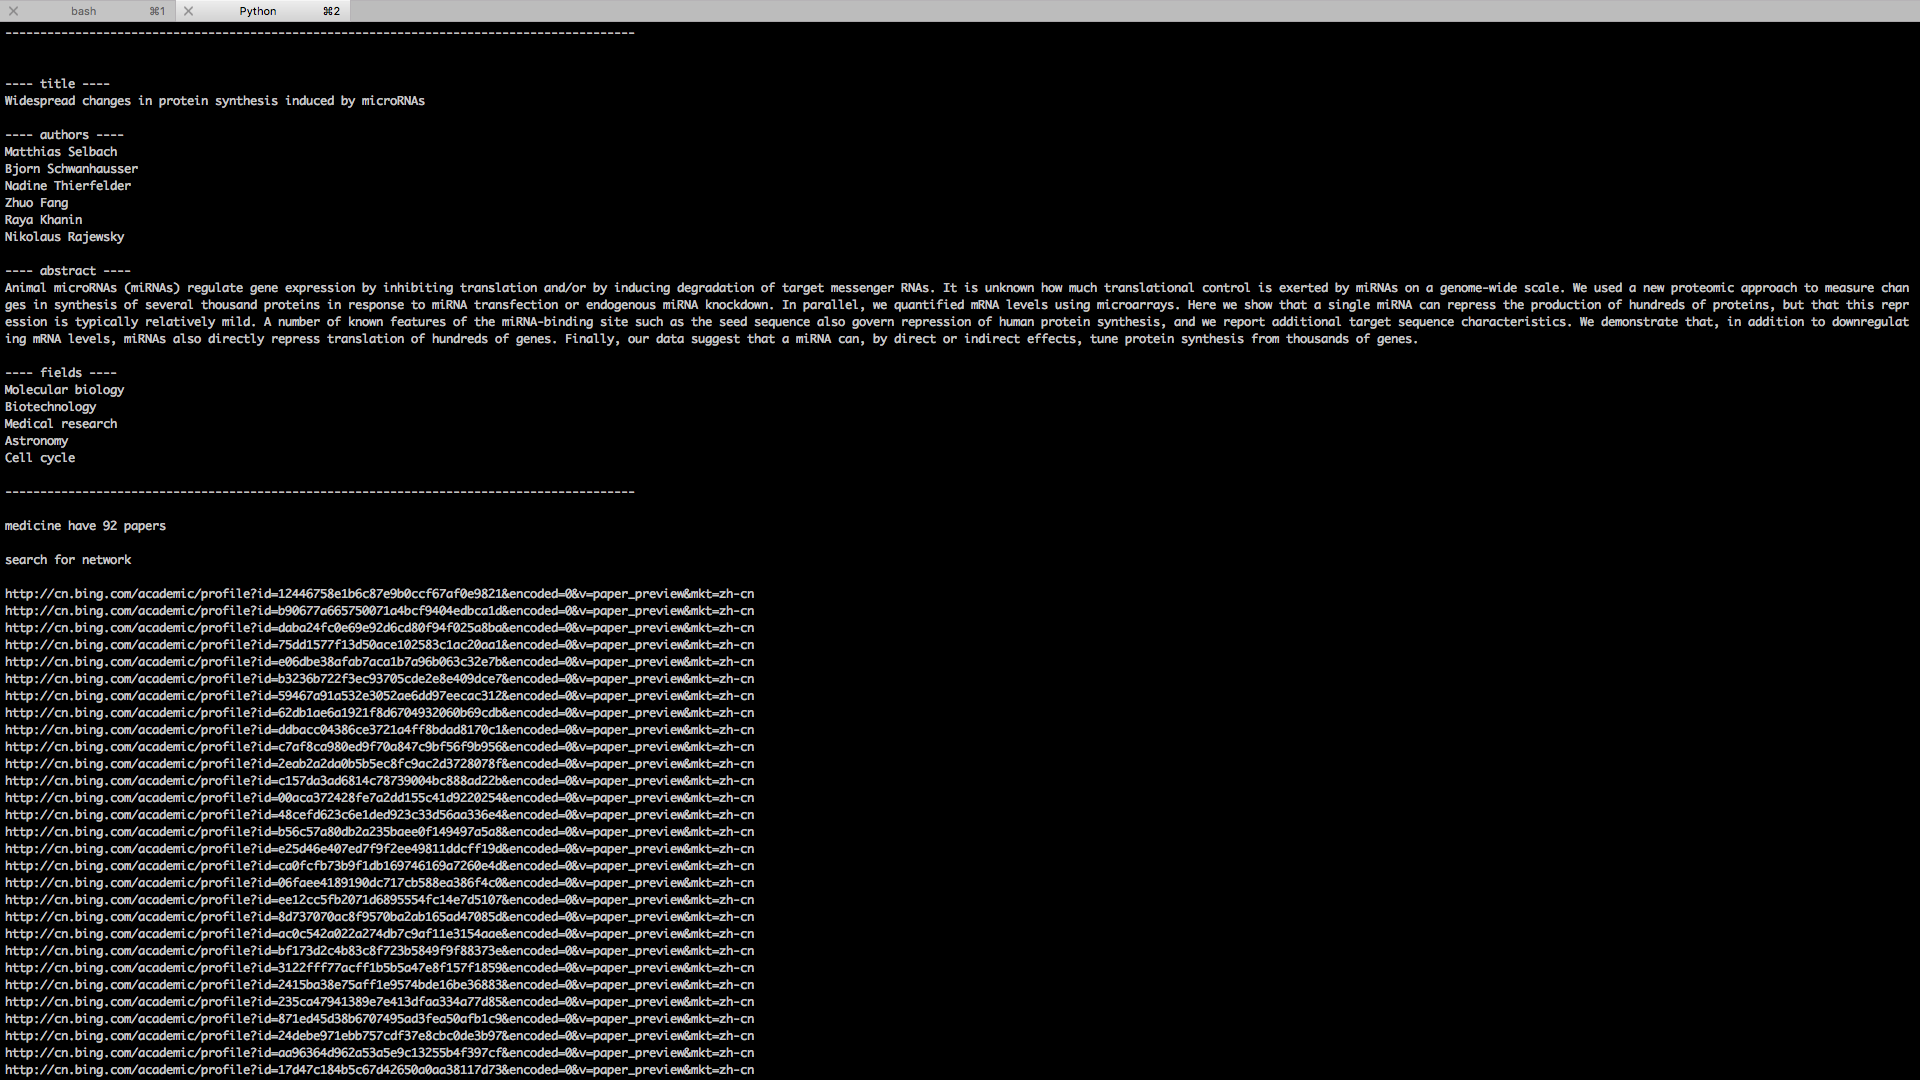 bash ⌘1 Python ⌘2
------------------------------------------------------------------------------------------
---- title ----
Widespread changes in protein synthesis induced by microRNAs
---- authors ----
Matthias Selbach
Bjorn Schwanhausser
Nadine Thierfelder
Zhuo Fang
Raya Khanin
Nikolaus Rajewsky
---- abstract ----
Animal microRNAs (miRNAs) regulate gene expression by inhibiting translation and/or by inducing degradation of target messenger RNAs. It is unknown how much translational control is exerted by miRNAs on a genome-wide scale. We used a new proteomic approach to measure chan
ges in synthesis of several thousand proteins in response to miRNA transfection or endogenous miRNA knockdown. In parallel, we quantified mRNA levels using microarrays. Here we show that a single miRNA can repress the production of hundreds of proteins, but that this repr
ession is typically relatively mild. A number of known features of the miRNA-binding site such as the seed sequence also govern repression of human protein synthesis, and we report additional target sequence characteristics. We demonstrate that, in addition to downregulat
ing mRNA levels, miRNAs also directly repress translation of hundreds of genes. Finally, our data suggest that a miRNA can, by direct or indirect effects, tune protein synthesis from thousands of genes.
---- fields ----
Molecular biology
Biotechnology
Medical research
Astronomy
Cell cycle
------------------------------------------------------------------------------------------
medicine have 92 papers
search for network
http://cn.bing.com/academic/profile?id=12446758e1b6c87e9b0ccf67af0e9821&encoded=0&v=paper_preview&mkt=zh-cn
http://cn.bing.com/academic/profile?id=b90677a665750071a4bcf9404edbca1d&encoded=0&v=paper_preview&mkt=zh-cn
http://cn.bing.com/academic/profile?id=daba24fc0e69e92d6cd80f94f025a8ba&encoded=0&v=paper_preview&mkt=zh-cn
http://cn.bing.com/academic/profile?id=75dd1577f13d50ace102583c1ac20aa1&encoded=0&v=paper_preview&mkt=zh-cn
http://cn.bing.com/academic/profile?id=e06dbe38afab7aca1b7a96b063c32e7b&encoded=0&v=paper_preview&mkt=zh-cn
http://cn.bing.com/academic/profile?id=b3236b722f3ec93705cde2e8e409dce7&encoded=0&v=paper_preview&mkt=zh-cn
http://cn.bing.com/academic/profile?id=59467a91a532e3052ae6dd97eecac312&encoded=0&v=paper_preview&mkt=zh-cn
http://cn.bing.com/academic/profile?id=62db1ae6a1921f8d6704932060b69cdb&encoded=0&v=paper_preview&mkt=zh-cn
http://cn.bing.com/academic/profile?id=ddbacc04386ce3721a4ff8bdad8170c1&encoded=0&v=paper_preview&mkt=zh-cn
http://cn.bing.com/academic/profile?id=c7af8ca980ed9f70a847c9bf56f9b956&encoded=0&v=paper_preview&mkt=zh-cn
http://cn.bing.com/academic/profile?id=2eab2a2da0b5b5ec8fc9ac2d3728078f&encoded=0&v=paper_preview&mkt=zh-cn
http://cn.bing.com/academic/profile?id=c157da3ad6814c78739004bc888ad22b&encoded=0&v=paper_preview&mkt=zh-cn
http://cn.bing.com/academic/profile?id=00aca372428fe7a2dd155c41d9220254&encoded=0&v=paper_preview&mkt=zh-cn
http://cn.bing.com/academic/profile?id=48cefd623c6e1ded923c33d56aa336e4&encoded=0&v=paper_preview&mkt=zh-cn
http://cn.bing.com/academic/profile?id=b56c57a80db2a235baee0f149497a5a8&encoded=0&v=paper_preview&mkt=zh-cn
http://cn.bing.com/academic/profile?id=e25d46e407ed7f9f2ee49811ddcff19d&encoded=0&v=paper_preview&mkt=zh-cn
http://cn.bing.com/academic/profile?id=ca0fcfb73b9f1db169746169a7260e4d&encoded=0&v=paper_preview&mkt=zh-cn
http://cn.bing.com/academic/profile?id=06faee4189190dc717cb588ea386f4c0&encoded=0&v=paper_preview&mkt=zh-cn
http://cn.bing.com/academic/profile?id=ee12cc5fb2071d6895554fc14e7d5107&encoded=0&v=paper_preview&mkt=zh-cn
http://cn.bing.com/academic/profile?id=8d737070ac8f9570ba2ab165ad47085d&encoded=0&v=paper_preview&mkt=zh-cn
http://cn.bing.com/academic/profile?id=ac0c542a022a274db7c9af11e3154aae&encoded=0&v=paper_preview&mkt=zh-cn
http://cn.bing.com/academic/profile?id=bf173d2c4b83c8f723b5849f9f88373e&encoded=0&v=paper_preview&mkt=zh-cn
http://cn.bing.com/academic/profile?id=3122fff77acff1b5b5a47e8f157f1859&encoded=0&v=paper_preview&mkt=zh-cn
http://cn.bing.com/academic/profile?id=2415ba38e75aff1e9574bde16be36883&encoded=0&v=paper_preview&mkt=zh-cn
http://cn.bing.com/academic/profile?id=235ca47941389e7e413dfaa334a77d85&encoded=0&v=paper_preview&mkt=zh-cn
http://cn.bing.com/academic/profile?id=871ed45d38b6707495ad3fea50afb1c9&encoded=0&v=paper_preview&mkt=zh-cn
http://cn.bing.com/academic/profile?id=24debe971ebb757cdf37e8cbc0de3b97&encoded=0&v=paper_preview&mkt=zh-cn
http://cn.bing.com/academic/profile?id=aa96364d962a53a5e9c13255b4f397cf&encoded=0&v=paper_preview&mkt=zh-cn
http://cn.bing.com/academic/profile?id=17d47c184b5c67d42650a0aa38117d73&encoded=0&v=paper_preview&mkt=zh-cn